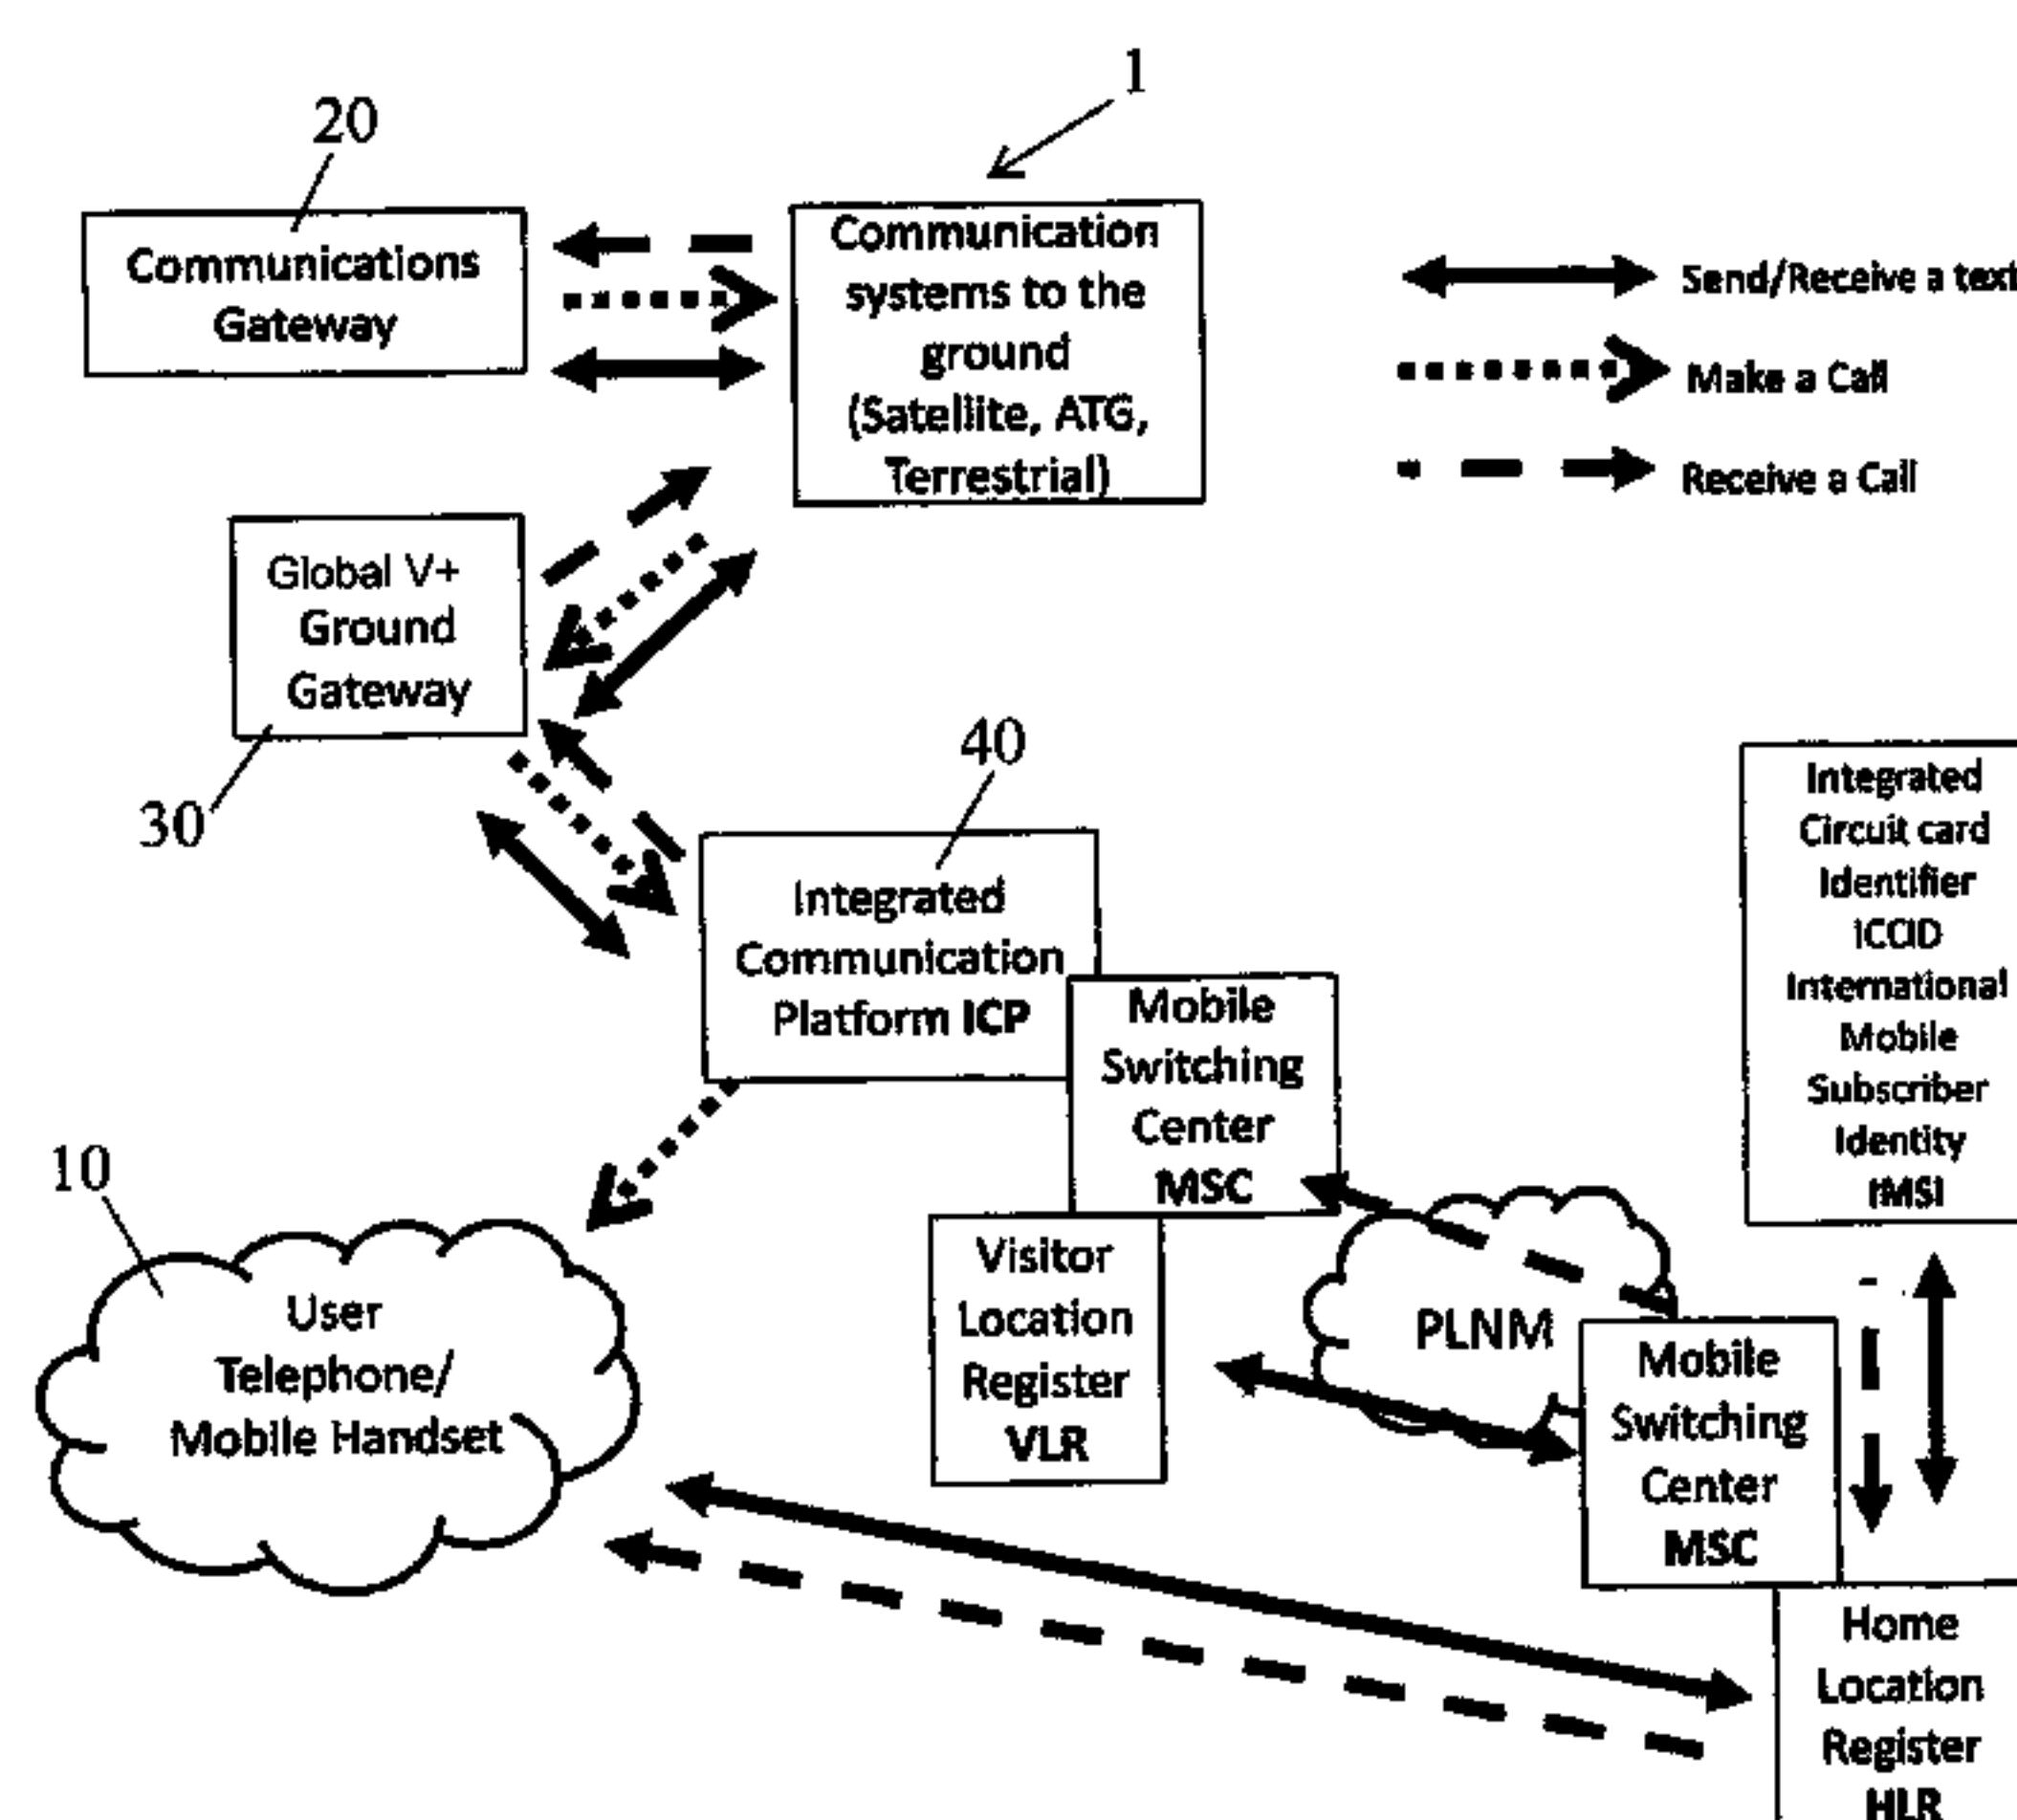 1
20
Communications
Gateway
Communication
systems to the
ground
(Satellite, ATG,
Terrestrial)
Send/Receive a text
Make a Call
Receive a Call
Global V+
Ground
Gateway
30
40
Integrated
Communication
Platform ICP
Mobile
Switching
Center
MSC
Integrated
Circuit card
Identifier
ICCID
International
Mobile
Subscriber
Identity
IMSI
10
User
Telephone/
Mobile Handset
Visitor
Location
Register
VLR
PLNM
Mobile
Switching
Center
MSC
Home
Location
Register
HLR